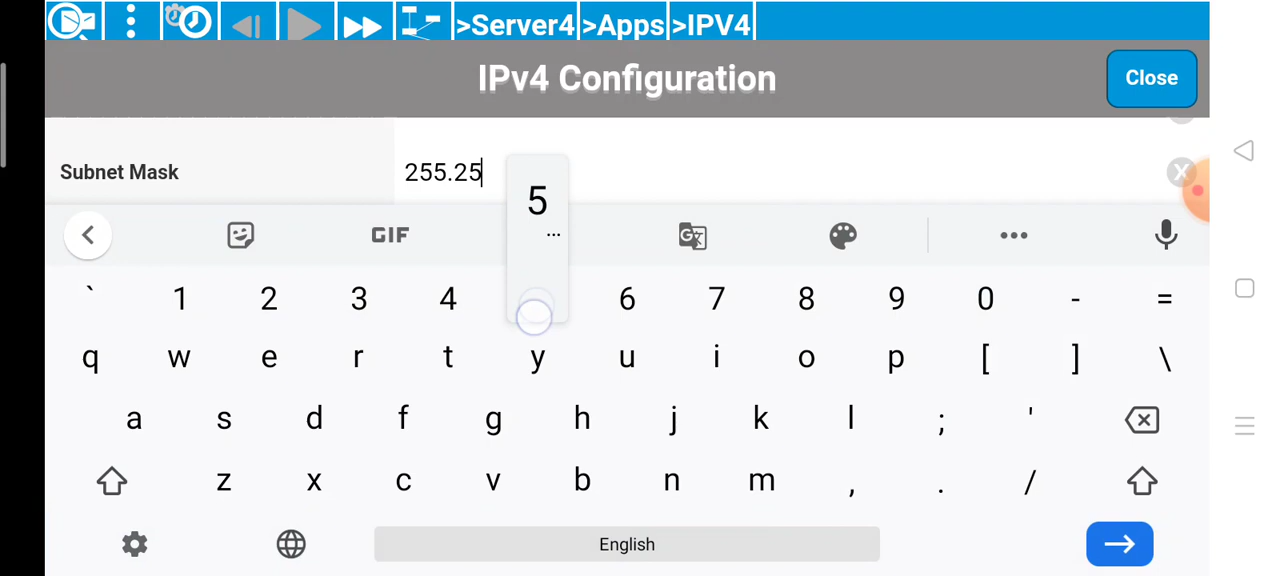 >Server4 >Apps >IPV4
IPv4 Configuration
Close
Subnet Mask 255.25 X
5
...
GIF
` 1 2 3 4 6 7 8 9 0 - =
q w e r t y u i o p [ ] \
a s d f g h j k l ; '
z x c v b n m , . /
English